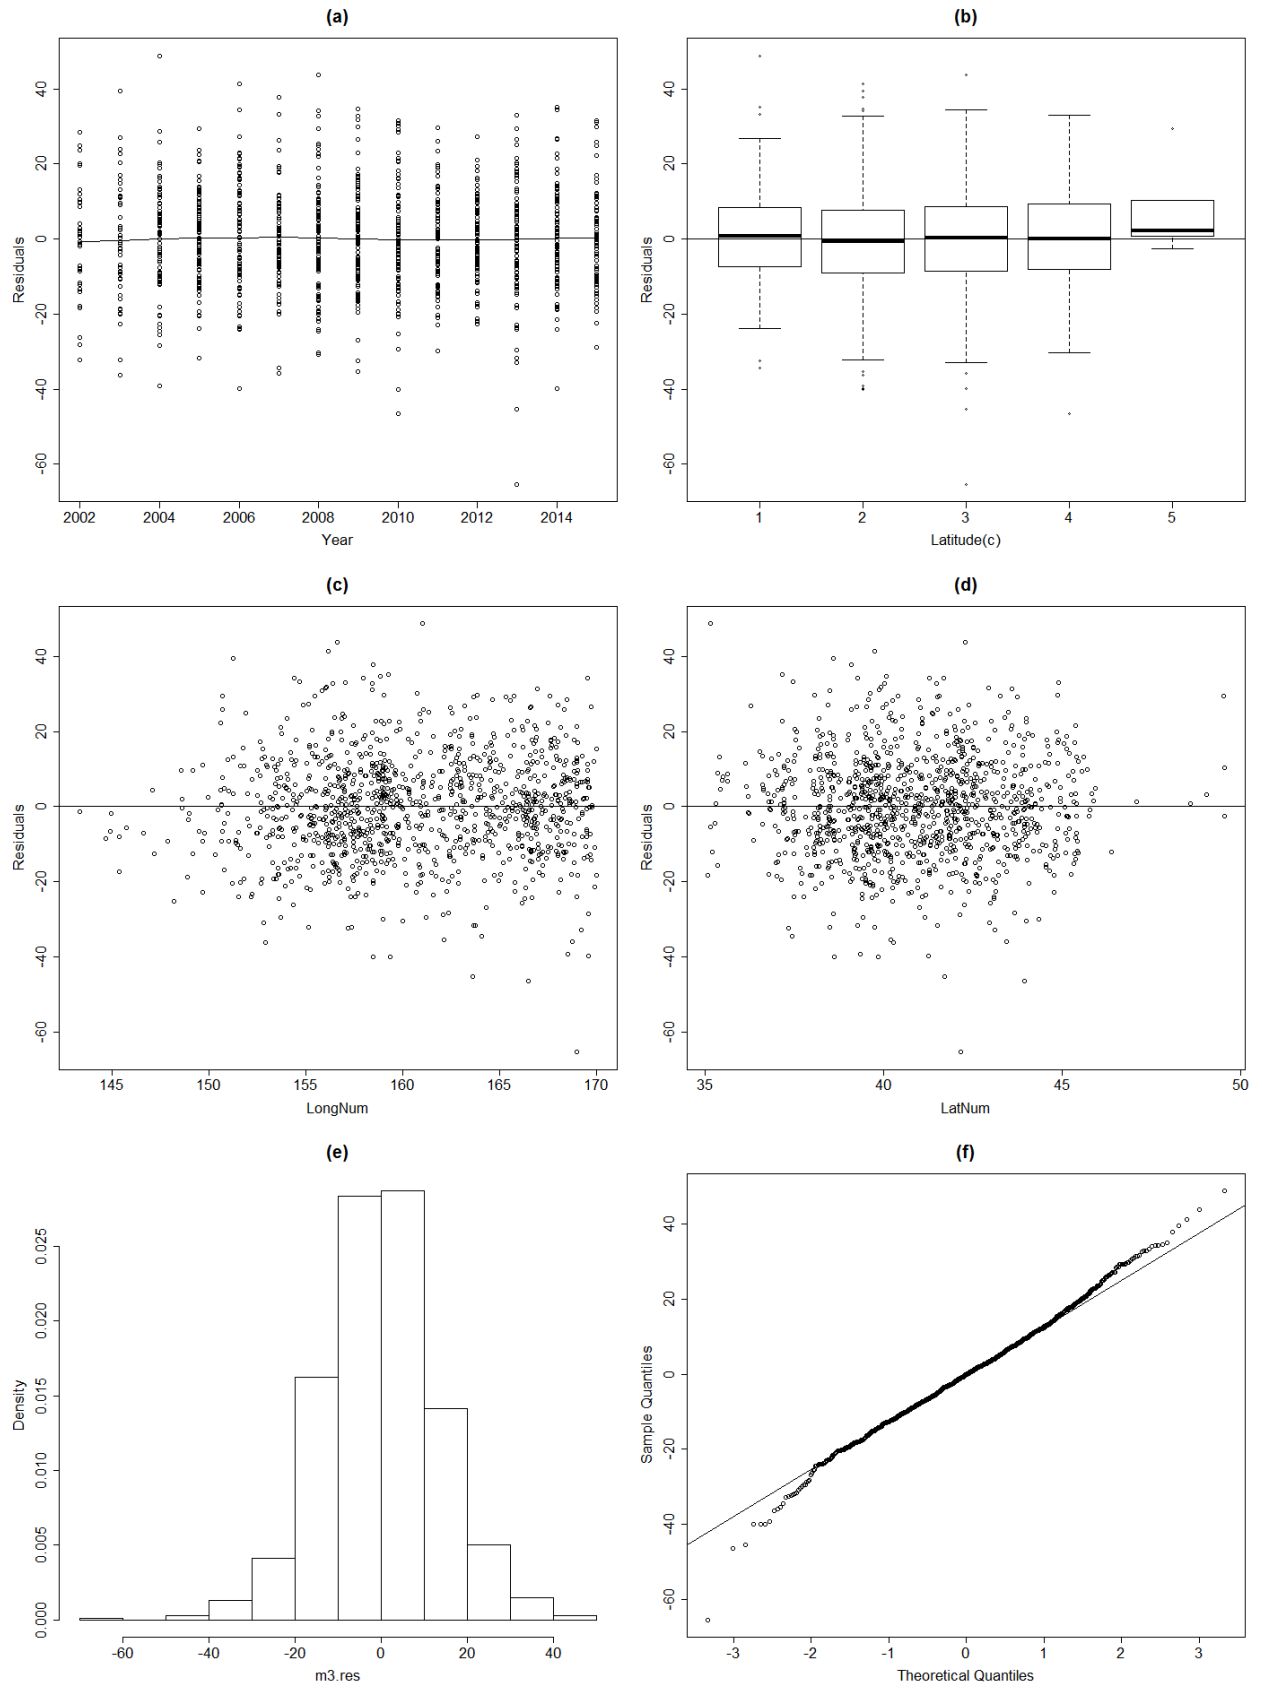 (a)
Residuals
40
20
0
-20
-40
-60
2002 2004 2006 2008 2010 2012 2014
Year
(b)
Residuals
40
20
0
-20
-40
-60
1 2 3 4 5
Latitude(c)
(c)
Residuals
40
20
0
-20
-40
-60
145 150 155 160 165 170
LongNum
(d)
Residuals
40
20
0
-20
-40
-60
35 40 45 50
LatNum
(e)
Density
0.025
0.020
0.015
0.010
0.005
0.000
-60 -40 -20 0 20 40
m3.res
(f)
Sample Quantiles
40
20
0
-20
-40
-60
-3 -2 -1 0 1 2 3
Theoretical Quantiles